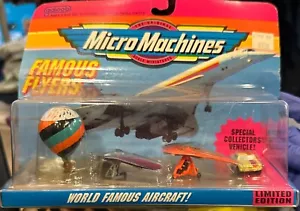 Micro Machines
FAMOUS
FLYERS
SPECIAL
COLLECTORS
VEHICLE!
WORLD FAMOUS AIRCRAFT!
LIMITED
EDITION